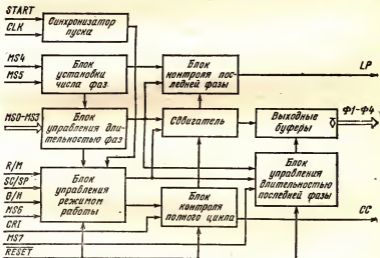 START
CLK
Синхронизатор
пуска
MS4
MS5
Блок
установки
числа фаз
Блок
контроля пос-
ледней фазы
LP
MS0-MS3
Блок
управления дли-
тельностью фаз
Сдвигатель
Выходные
буферы
Ф1-Ф4
R/M
SC/SP
B/H
MS6
CRI
MS7
RESET
Блок
управления
режимом
работы
Блок
контроля
полного цикла
Блок
управления
длительностью
последней фазы
CC